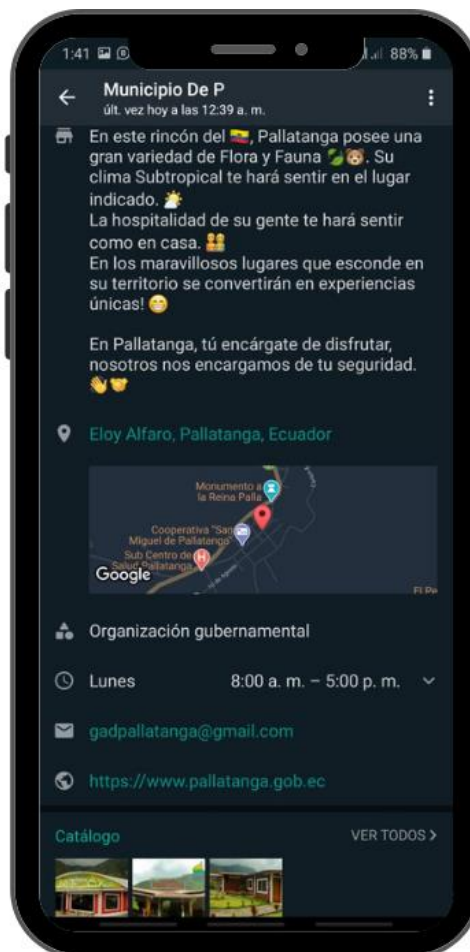 1:41 88%
Municipio De P
últ. vez hoy a las 12:39 a. m.
En este rincón del 🇪🇨, Pallatanga posee una
gran variedad de Flora y Fauna 🍃🐶. Su
clima Subtropical te hará sentir en el lugar
indicado. 🌤️
La hospitalidad de su gente te hará sentir
como en casa. 👫
En los maravillosos lugares que esconde en
su territorio se convertirán en experiencias
únicas! 😁
En Pallatanga, tú encárgate de disfrutar,
nosotros nos encargamos de tu seguridad.
👋🤝
Eloy Alfaro, Pallatanga, Ecuador
Monumento a
la Reina Palla
Cooperativa "San
Miguel de Pallatango"
Sub Centro de
Salud Pallatanga
Google
El Pe
Organización gubernamental
Lunes 8:00 a. m. – 5:00 p. m.
gadpallatanga@gmail.com
https://www.pallatanga.gob.ec
Catálogo VER TODOS >